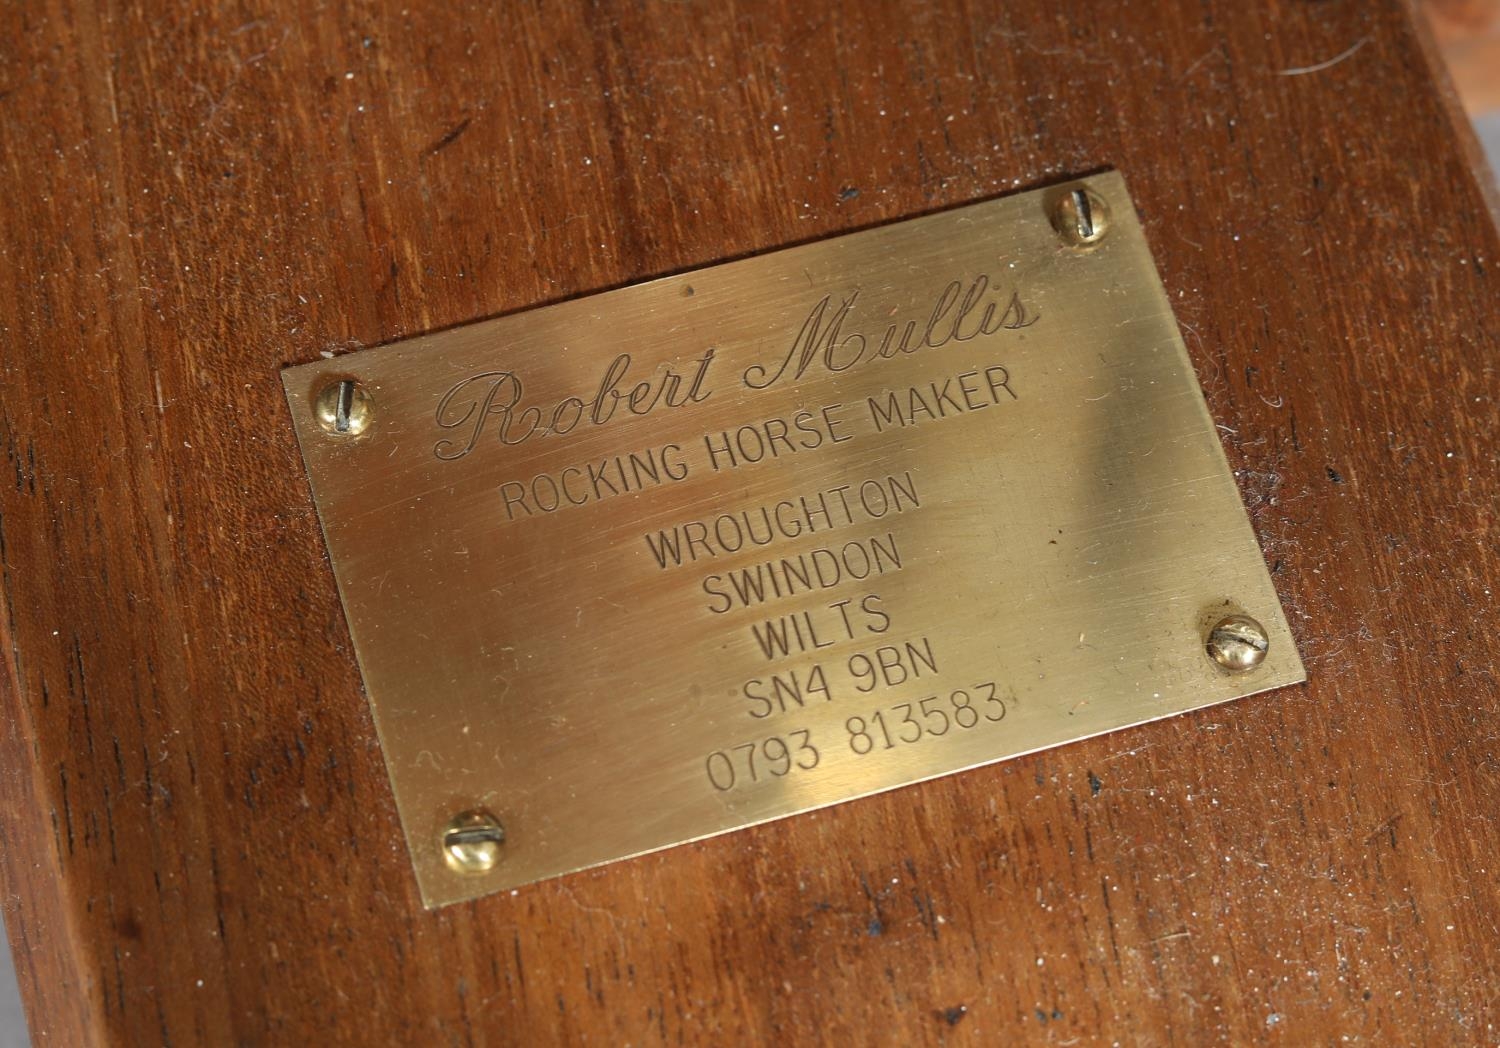 Robert Mullis
ROCKING HORSE MAKER
WROUGHTON
SWINDON
WILTS
SN4 9BN
0793 813583